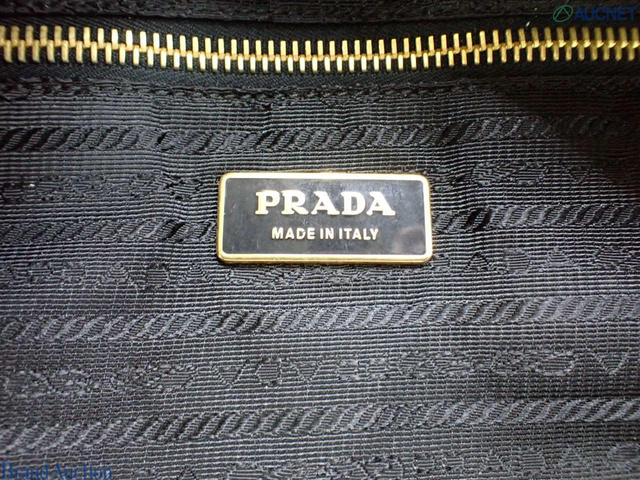 AUCNET
PRADA
MADE IN ITALY
Brand Auction